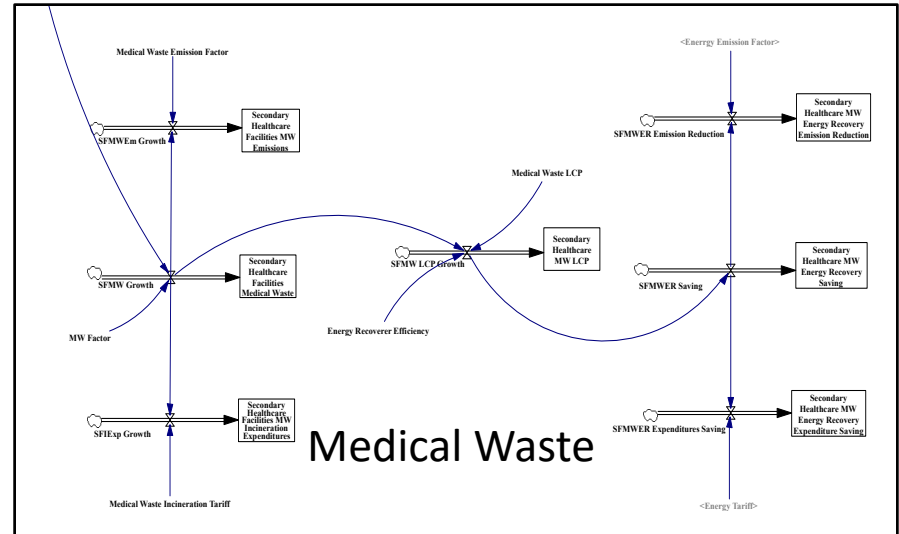 Medical Waste Emission Factor
<Enerrgy Emission Factor>
Secondary
Healthcare
Facilities MW
Emissions
SFMWEm Growth
Secondary
Healthcare MW
Energy Recovery
Emission Reduction
SFMWER Emission Reduction
Medical Waste LCP
Secondary
Healthcare
Facilities
Medical Waste
SFMW Growth
Secondary
Healthcare
MW LCP
SFMW LCP Growth
Secondary
Healthcare MW
Energy Recovery
Saving
SFMWER Saving
MW Factor
Energy Recoverer Efficiency
Secondary
Healthcare
Facilities MW
Incineration
Expenditures
SFIExp Growth
Secondary
Healthcare MW
Energy Recovery
Expenditure Saving
SFMWER Expenditures Saving
Medical Waste
Medical Waste Incineration Tariff
<Energy Tariff>